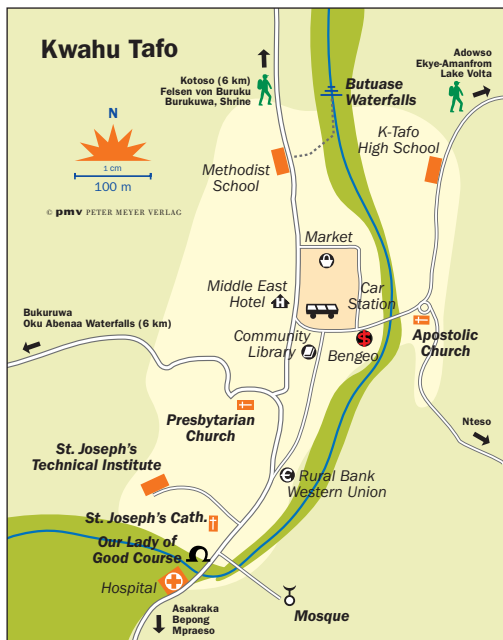 Kwahu Tafo
Kotoso (6 km)
Felsen von Buruku
Burukuwa, Shrine
Butuase
Waterfalls
Adowso
Ekye-Amanfrom
Lake Volta
N
1 cm
100 m
© pmv PETER MEYER VERLAG
Methodist
School
K-Tafo
High School
Market
Middle East
Hotel
H
Car
Station
Bukuruwa
Oku Abenaa Waterfalls (6 km)
Community
Library
$
Bengeo
Apostolic
Church
Presbytarian
Church
Nteso
St. Joseph's
Technical Institute
€
Rural Bank
Western Union
St. Joseph's Cath.
Our Lady of
Good Course
Hospital
Mosque
Asakraka
Bepong
Mpraeso